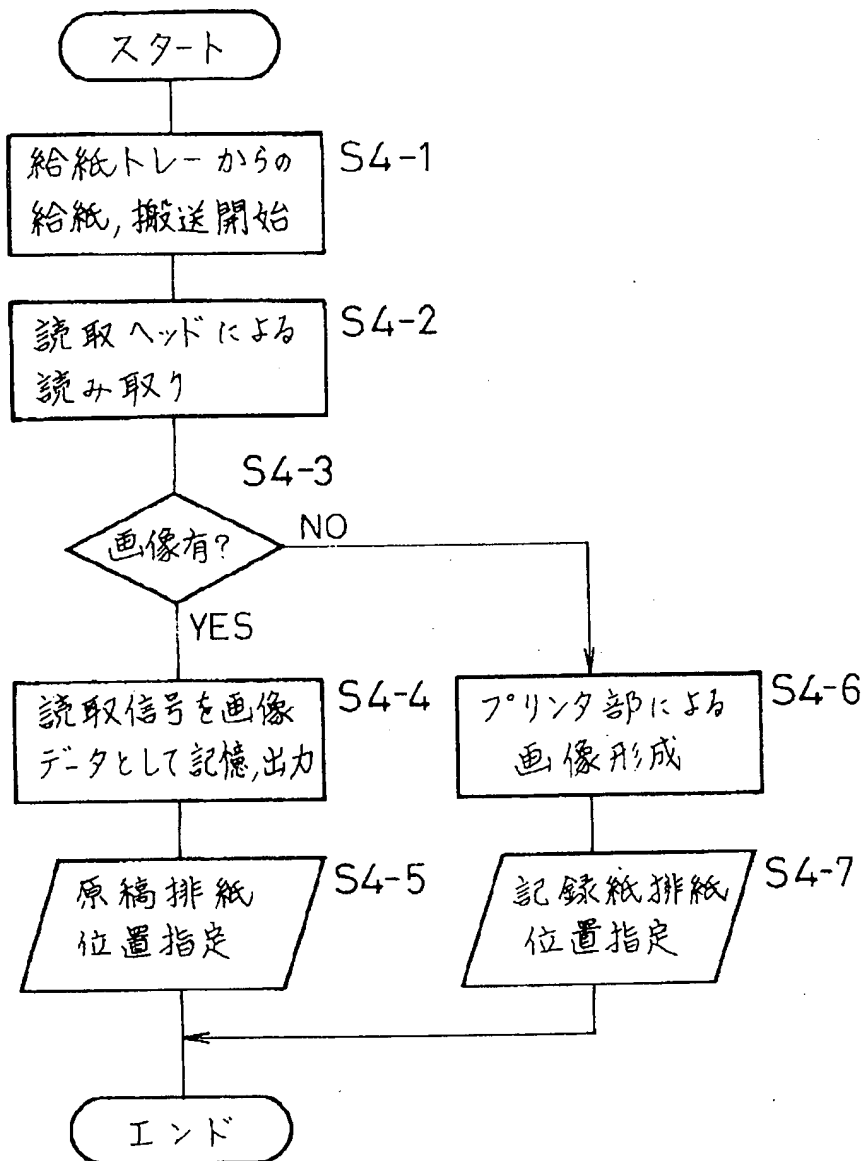 スタート
給紙トレーからの
給紙,搬送開始
S4-1
読取ヘッドによる
読み取り
S4-2
S4-3
画像有?
NO
YES
読取信号を画像
データとして記憶,出力
S4-4
プリンタ部による
画像形成
S4-6
原稿排紙
位置指定
S4-5
記録紙排紙
位置指定
S4-7
エンド